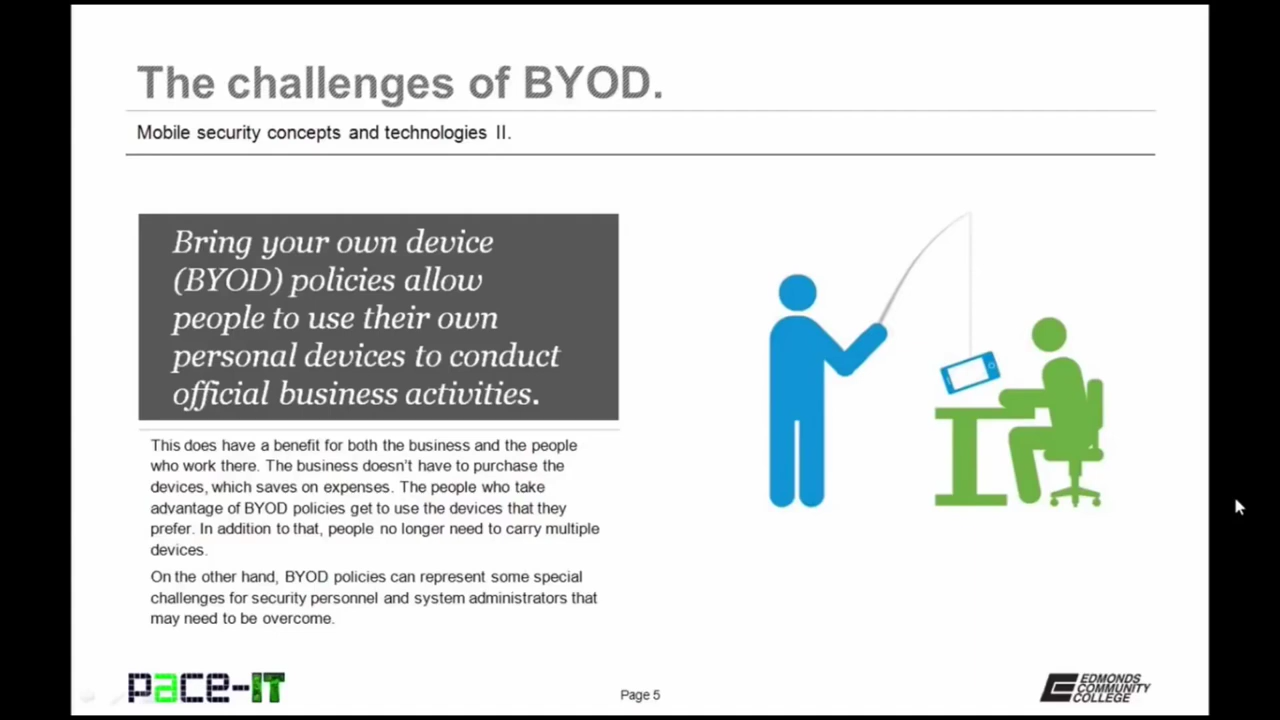 The challenges of BYOD.
Mobile security concepts and technologies II.
Bring your own device
(BYOD) policies allow
people to use their own
personal devices to conduct
official business activities.
This does have a benefit for both the business and the people
who work there. The business doesn't have to purchase the
devices, which saves on expenses. The people who take
advantage of BYOD policies get to use the devices that they
prefer. In addition to that, people no longer need to carry multiple
devices.
On the other hand, BYOD policies can represent some special
challenges for security personnel and system administrators that
may need to be overcome.
pace-IT
Page 5
EDMONDS
COMMUNITY
COLLEGE